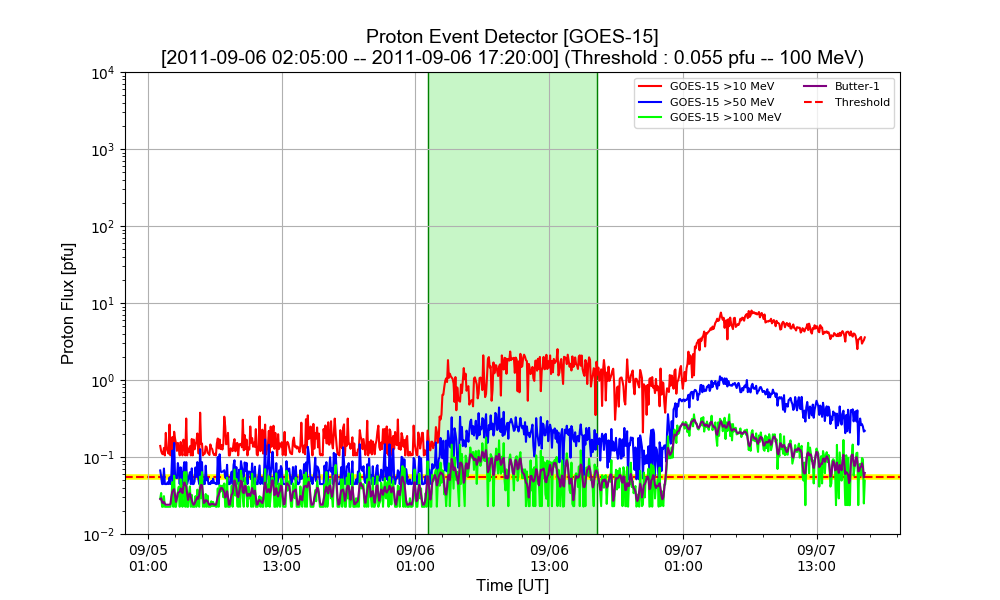 Proton Event Detector [GOES-15]
[2011-09-06 02:05:00 -- 2011-09-06 17:20:00] (Threshold : 0.055 pfu -- 100 MeV)
GOES-15 >10 MeV
GOES-15 >50 MeV
GOES-15 >100 MeV
Butter-1
Threshold
Proton Flux [pfu]
10^4
10^3
10^2
10^1
10^0
10^−1
10^−2
09/05 09/05 09/06 09/06 09/07 09/07
01:00 13:00 01:00 13:00 01:00 13:00
Time [UT]